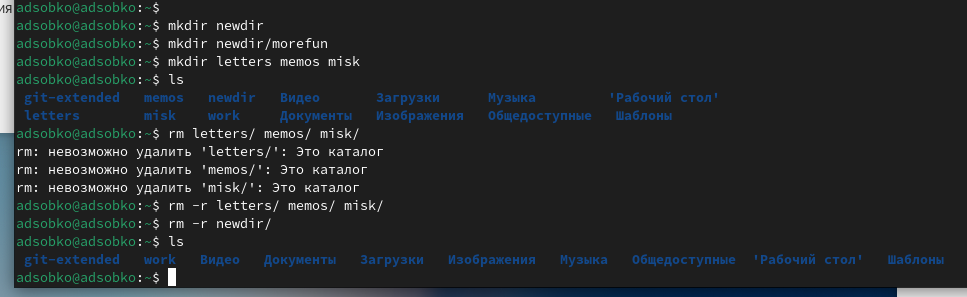 ия
adsobko@adsobko:~$
adsobko@adsobko:~$ mkdir newdir
adsobko@adsobko:~$ mkdir newdir/morefun
adsobko@adsobko:~$ mkdir letters memos misk
adsobko@adsobko:~$ ls
git-extended memos newdir Видео Загрузки Музыка 'Рабочий стол'
letters misk work Документы Изображения Общедоступные Шаблоны
adsobko@adsobko:~$ rm letters/ memos/ misk/
rm: невозможно удалить 'letters/': Это каталог
rm: невозможно удалить 'memos/': Это каталог
rm: невозможно удалить 'misk/': Это каталог
adsobko@adsobko:~$ rm -r letters/ memos/ misk/
adsobko@adsobko:~$ rm -r newdir/
adsobko@adsobko:~$ ls
git-extended work Видео Документы Загрузки Изображения Музыка Общедоступные 'Рабочий стол' Шаблоны
adsobko@adsobko:~$